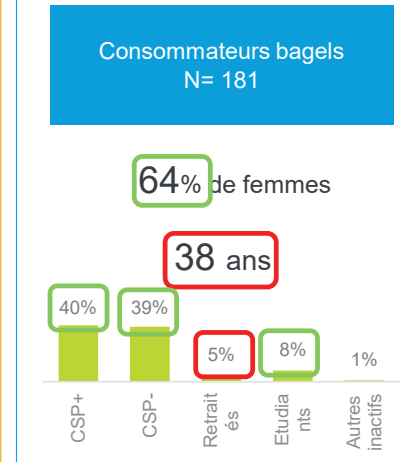 Consommateurs bagels
N= 181
64% de femmes
38 ans
40%
39%
5%
8%
1%
CSP+
CSP-
Retrait
és
Etudia
nts
Autres
inactifs